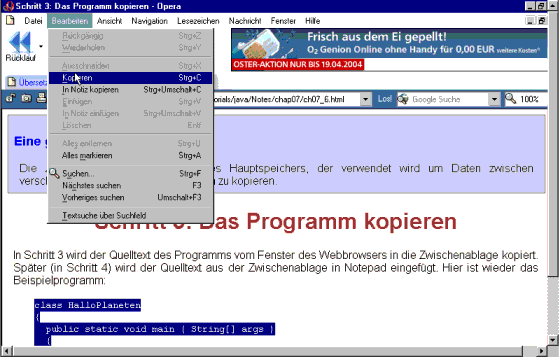 Schritt 3: Das Programm kopieren - Opera
Datei Bearbeiten Ansicht Navigation Lesezeichen Nachricht Fenster Hilfe
Rückgängig Strg+Z
Wiederholen Strg+Y
Ausschneiden Strg+X
Kopieren Strg+C
In Notiz kopieren Strg+Umschalt+C
Einfügen Strg+V
In Notiz einfügen Strg+Umschalt+V
Löschen Entf
Alles entfernen Strg+U
Alles markieren Strg+A
Suchen... Strg+F
Nächstes suchen F3
Vorheriges suchen Umschalt+F3
Textsuche über Suchfeld
Rücklauf
Frisch aus dem Ei gepellt!
O2 Genion Online ohne Handy für 0,00 EUR weitere Kosten*
OSTER-AKTION NUR BIS 19.04.2004
Übersetz
orials/java/Notes/chap07/ch07_6.html Los! Google Suche 100%
Eine
Die
es Hauptspeichers, der verwendet wird um Daten zwischen
versch
zu kopieren.
Schritt 3: Das Programm kopieren
In Schritt 3 wird der Quelltext des Programms vom Fenster des Webbrowsers in die Zwischenablage kopiert.
Später (in Schritt 4) wird der Quelltext aus der Zwischenablage in Notepad eingefügt. Hier ist wieder das
Beispielprogramm:
class HalloPlaneten
{
public static void main ( String[] args )
{